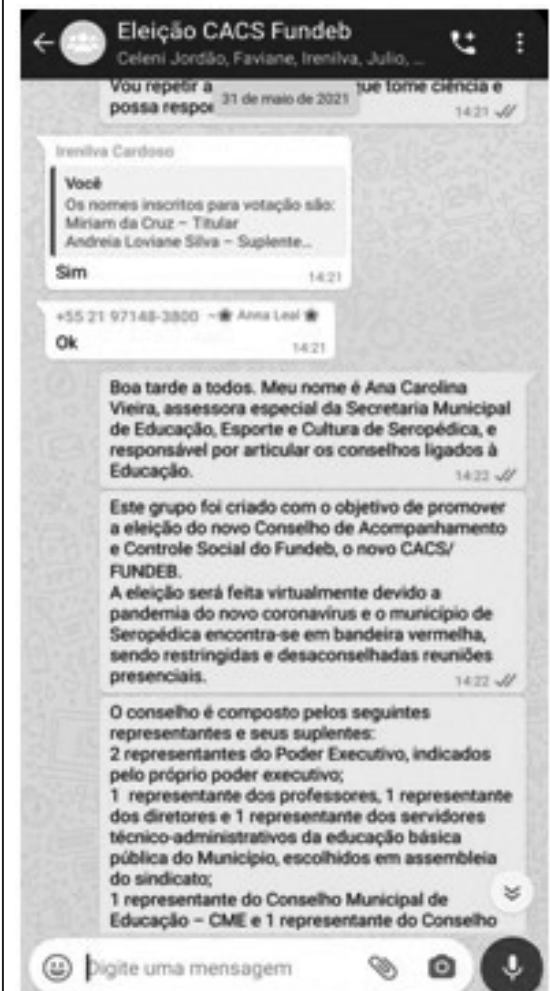 Eleição CACS Fundeb
Celeni Jordão, Faviane, Irenilva, Julio, ...
Vou repetir a que tome ciência e
31 de maio de 2021
possa respo 14:21
Irenilva Cardoso
Você
Os nomes inscritos para votação são:
Miriam da Cruz – Titular
Andreia Loviane Silva – Suplente...
Sim 14:21
+55 21 97148-3800 ~ Anna Leal
Ok 14:21
Boa tarde a todos. Meu nome é Ana Carolina
Vieira, assessora especial da Secretaria Municipal
de Educação, Esporte e Cultura de Seropédica, e
responsável por articular os conselhos ligados à
Educação. 14:22
Este grupo foi criado com o objetivo de promover
a eleição do novo Conselho de Acompanhamento
e Controle Social do Fundeb, o novo CACS/
FUNDEB.
A eleição será feita virtualmente devido a
pandemia do novo coronavírus e o município de
Seropédica encontra-se em bandeira vermelha,
sendo restringidas e desaconselhadas reuniões
presenciais. 14:22
O conselho é composto pelos seguintes
representantes e seus suplentes:
2 representantes do Poder Executivo, indicados
pelo próprio poder executivo;
1 representante dos professores, 1 representante
dos diretores e 1 representante dos servidores
técnico-administrativos da educação básica
pública do Município, escolhidos em assembleia
do sindicato;
1 representante do Conselho Municipal de
Educação – CME e 1 representante do Conselho
Digite uma mensagem